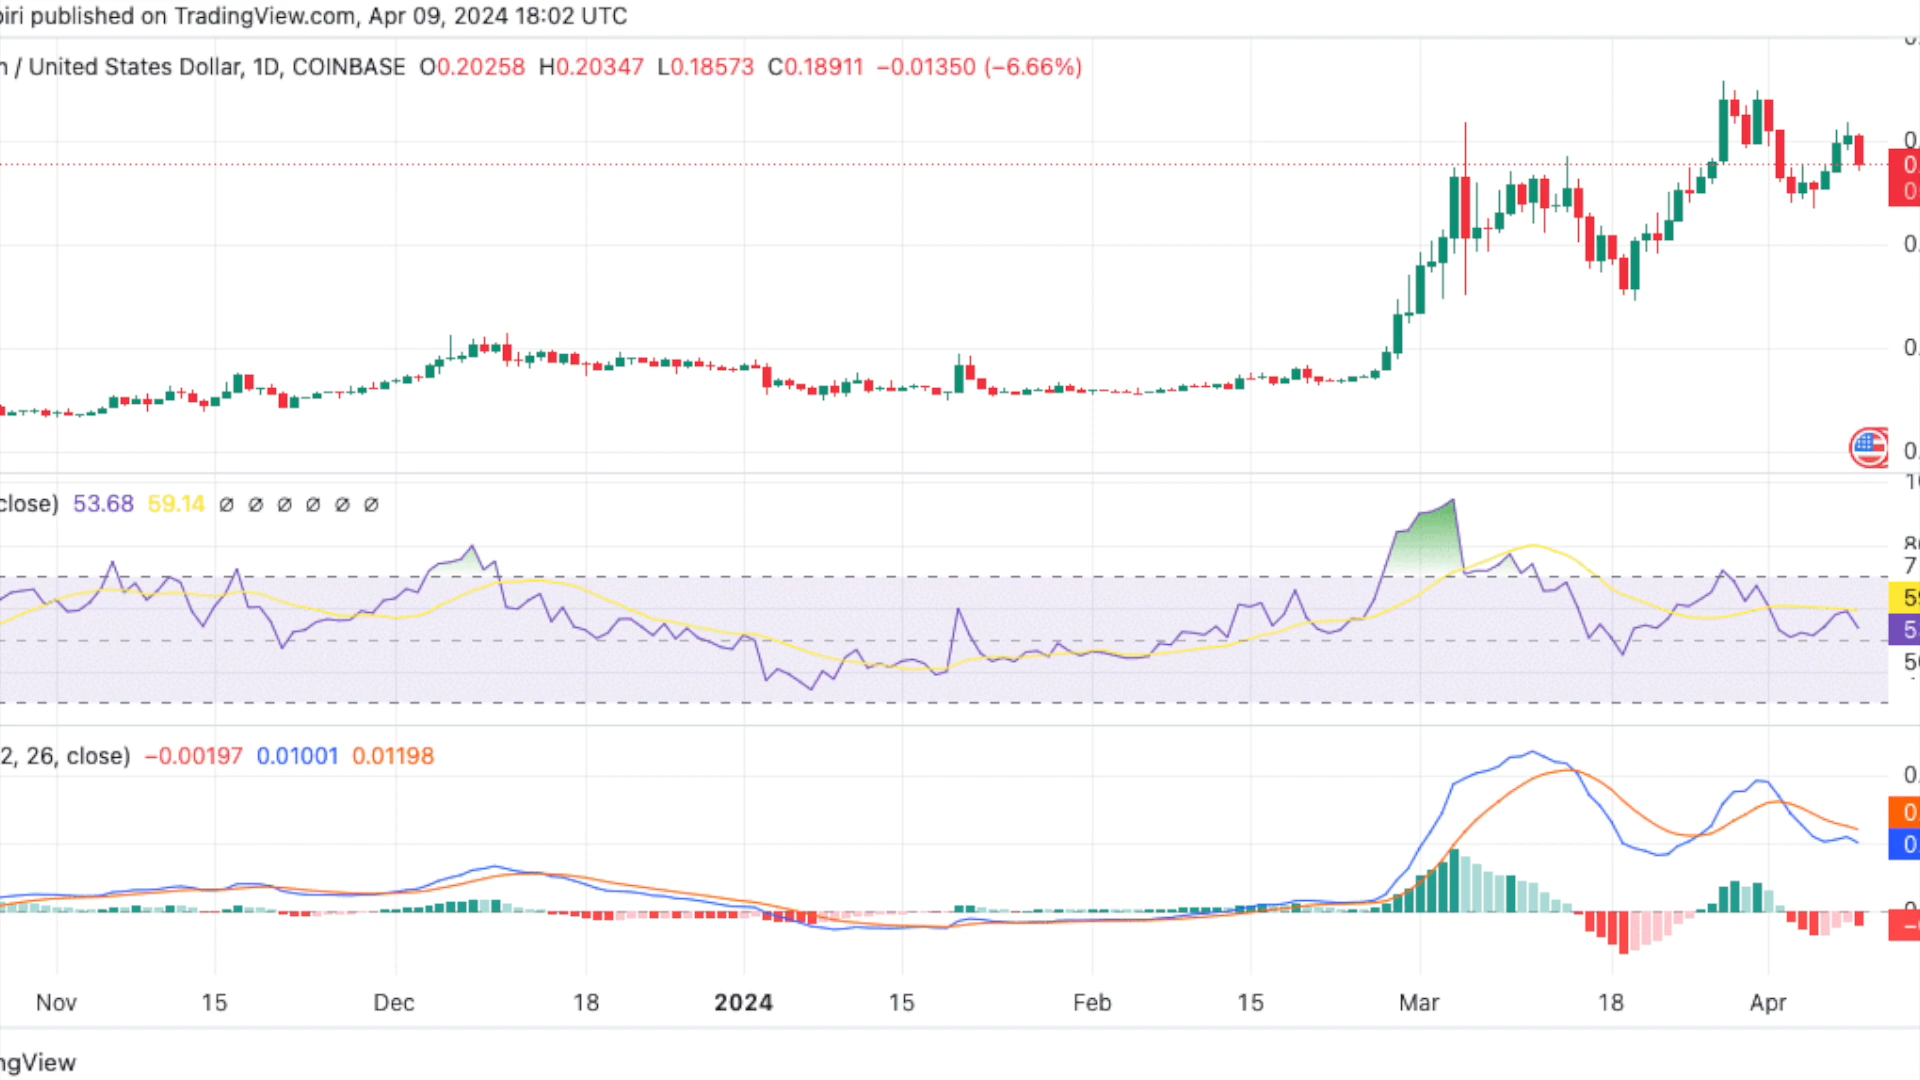 published on TradingView.com, Apr 09, 2024 18:02 UTC
/ United States Dollar, 1D, COINBASE O0.20258 H0.20347 L0.18573 C0.18911 −0.01350 (−6.66%)
close) 53.68 59.14 ∅ ∅ ∅ ∅ ∅ ∅
2, 26, close) −0.00197 0.01001 0.01198
Nov 15 Dec 18 2024 15 Feb 15 Mar 18 Apr
ngView